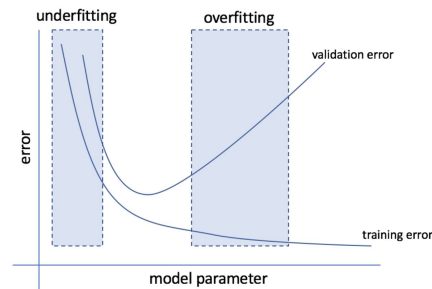 underfitting
overfitting
validation error
error
training error
model parameter